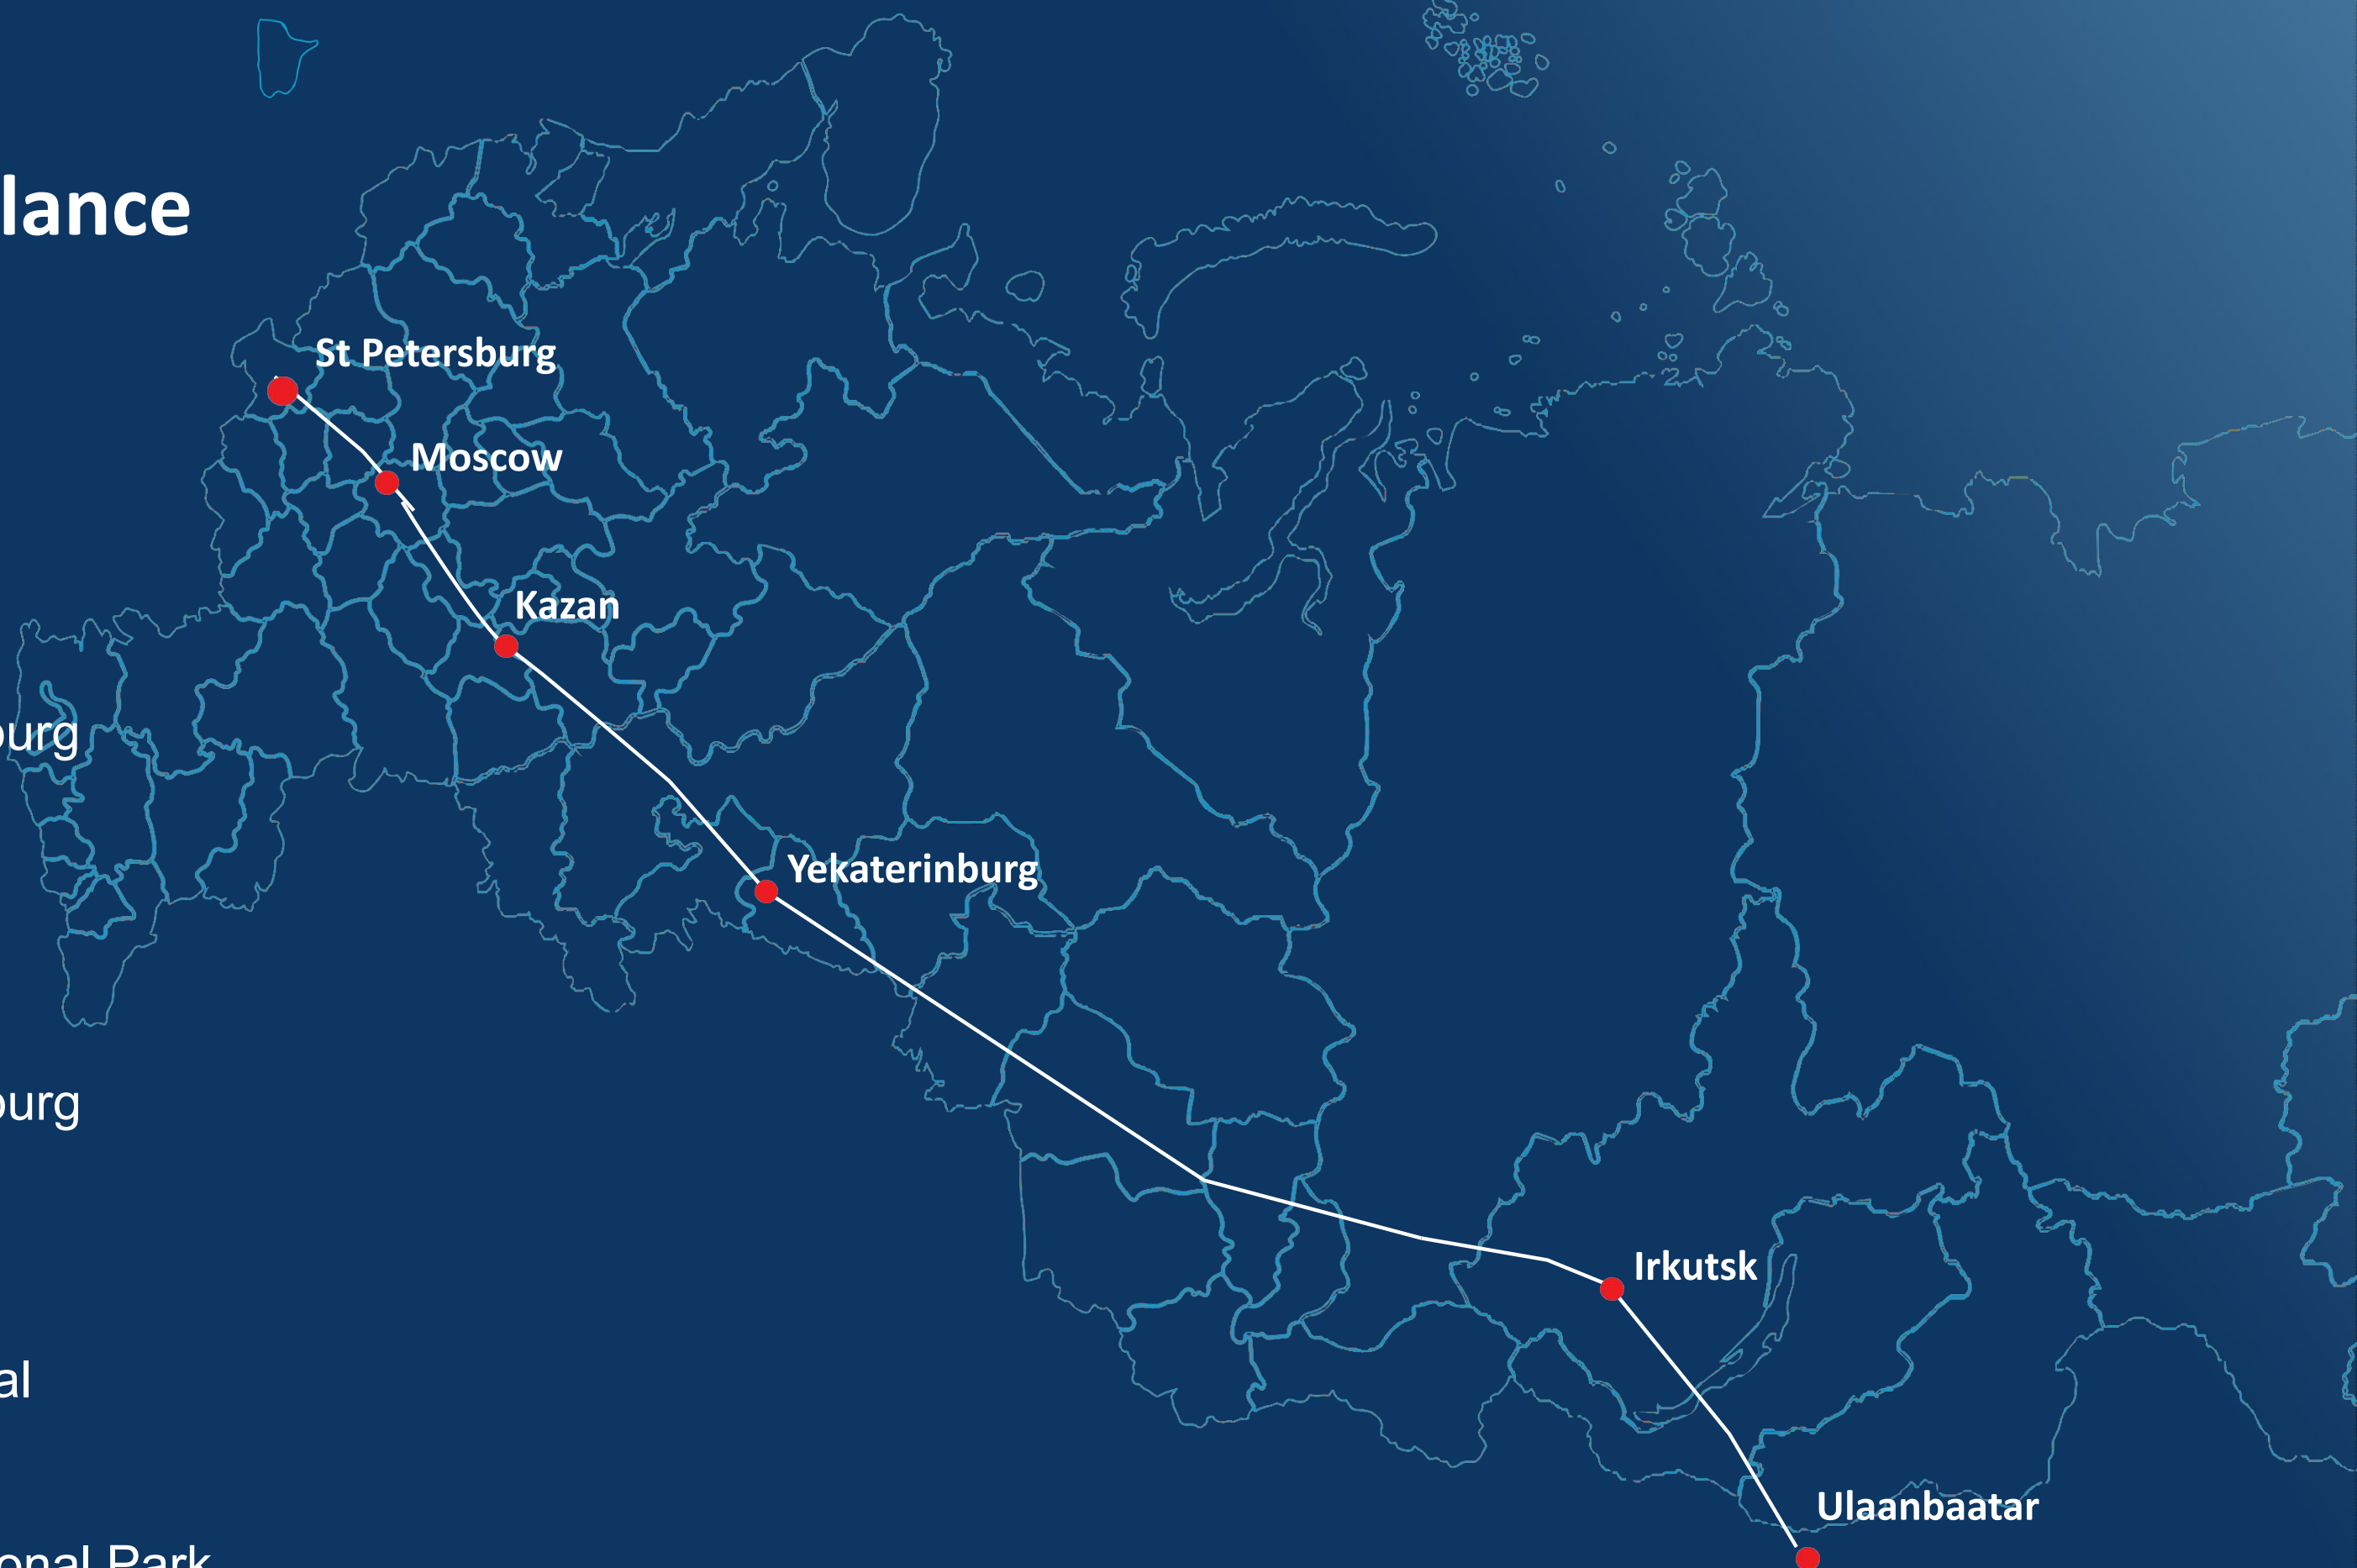 lance
St Petersburg
Moscow
Kazan
burg
Yekaterinburg
burg
Irkutsk
al
Ulaanbaatar
onal Park